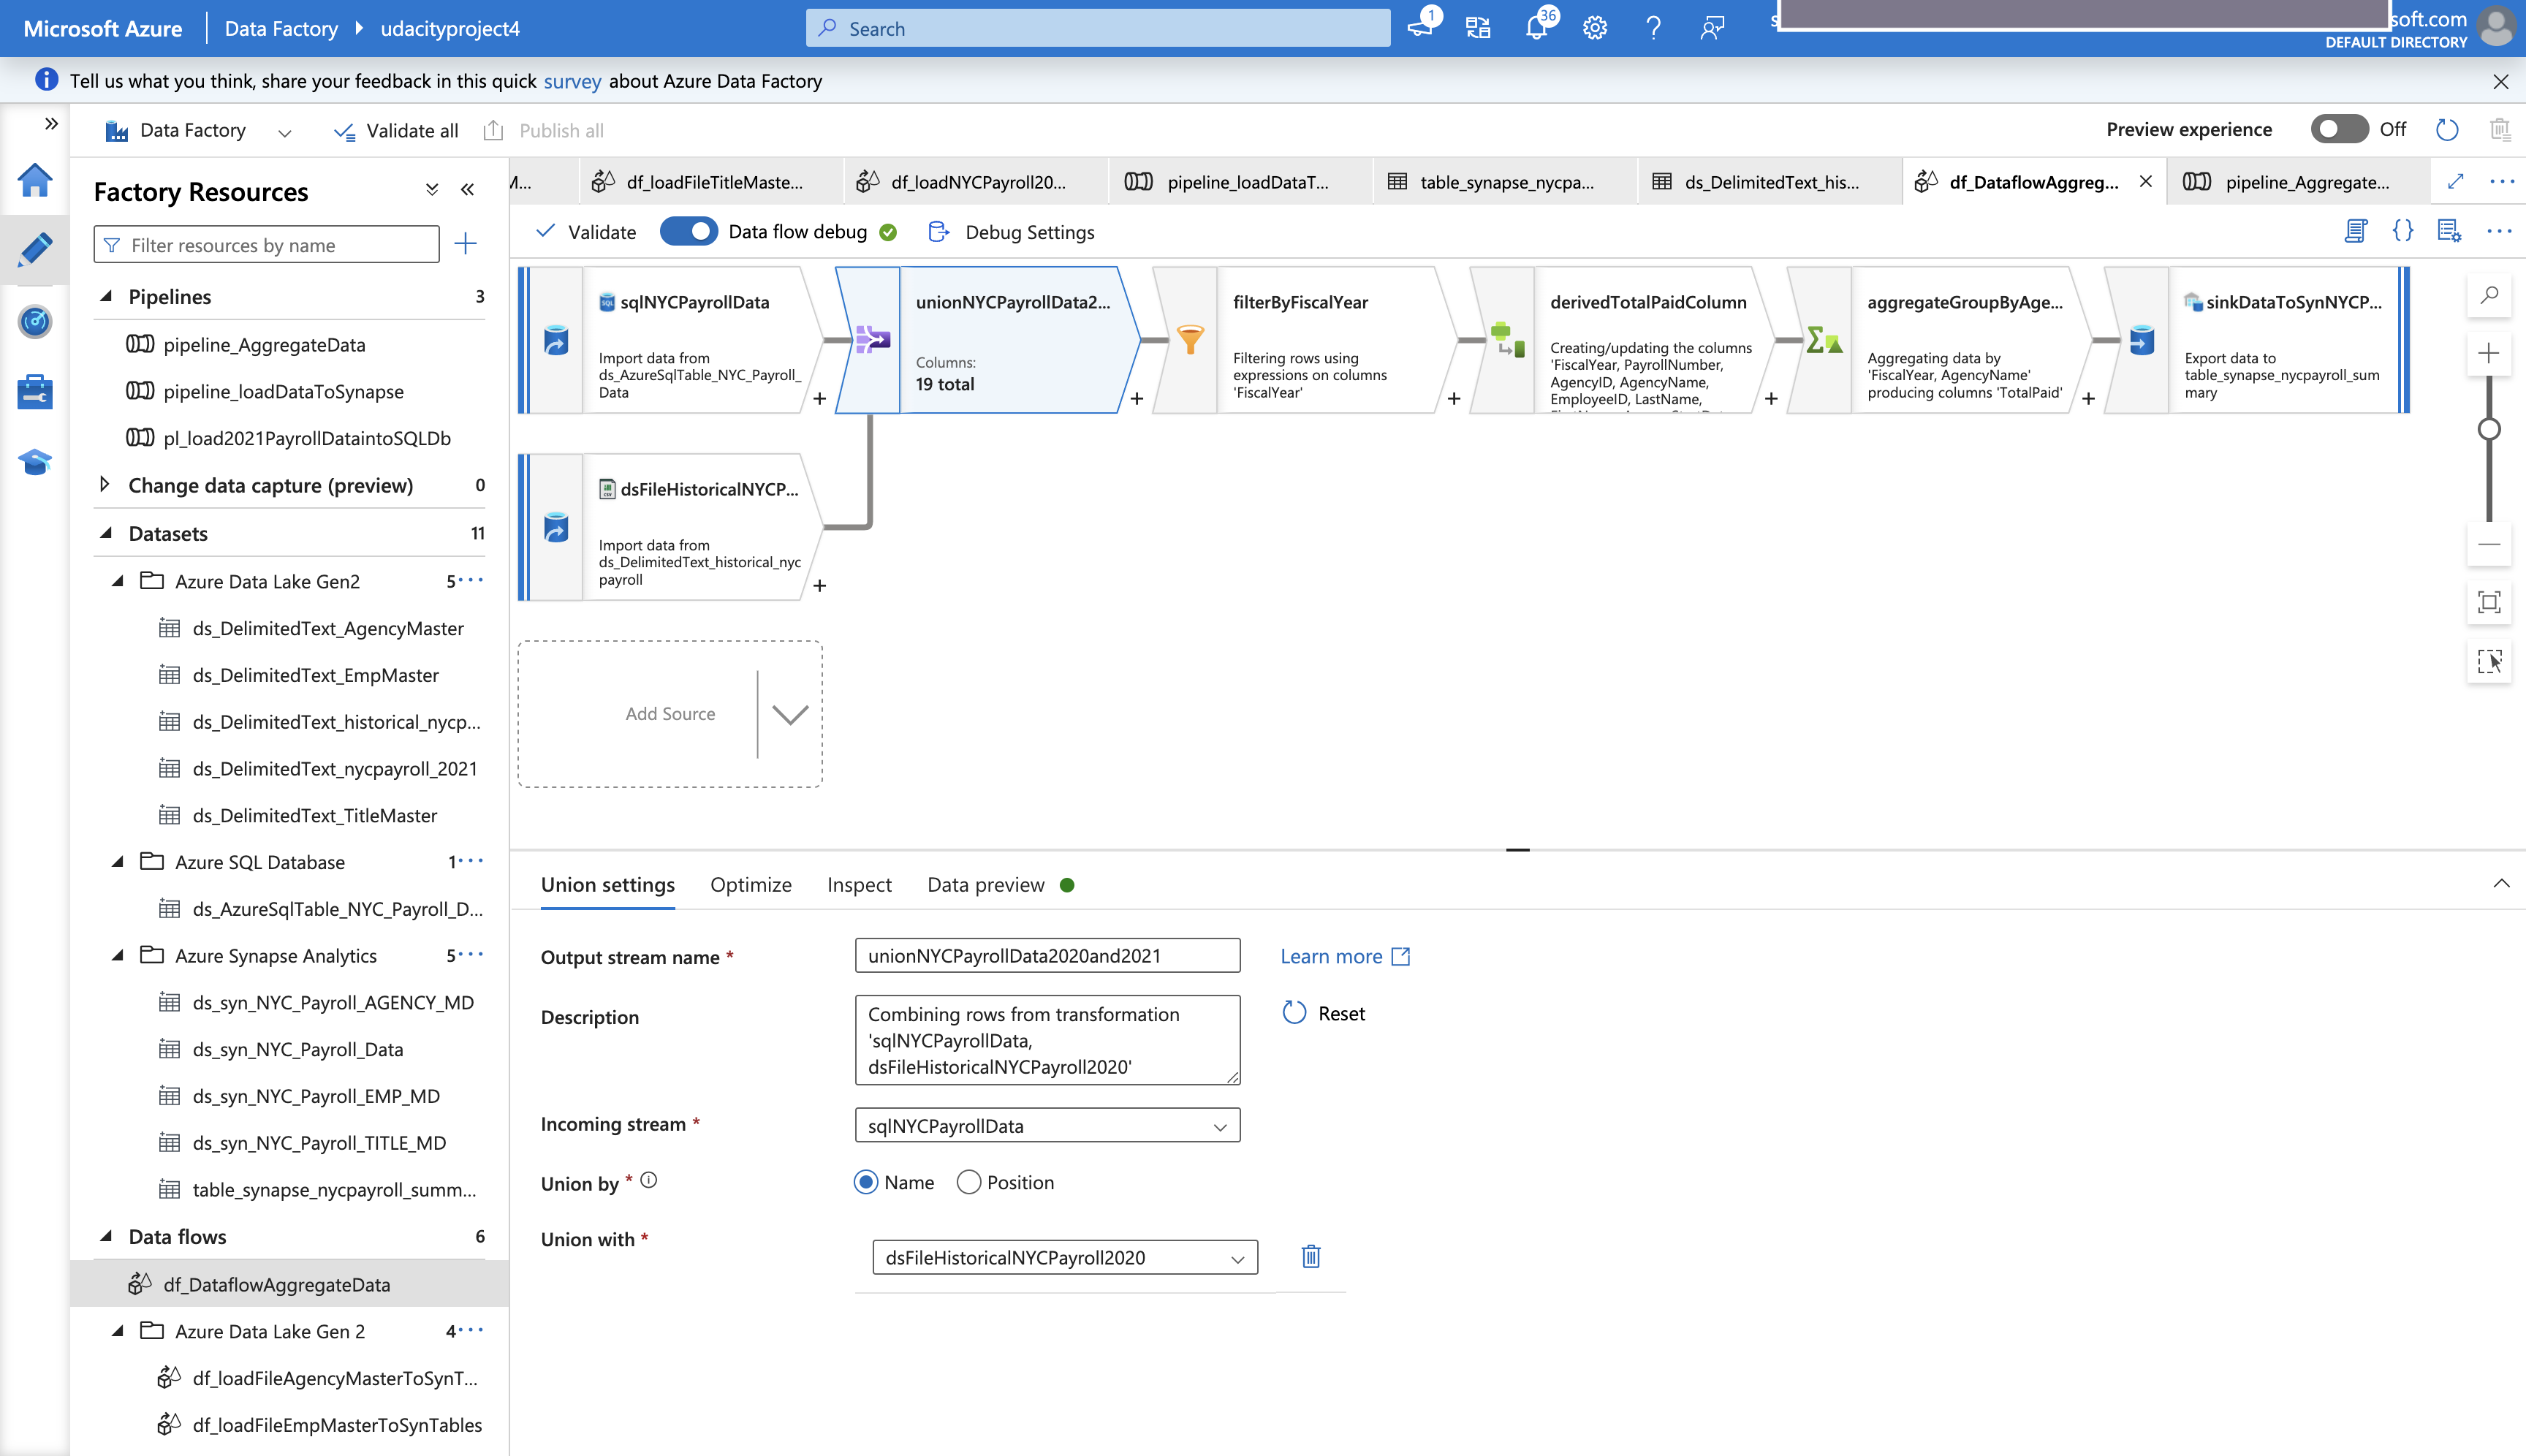 Microsoft Azure
Data Factory
udacityproject4
Search
1
36
soft.com
DEFAULT DIRECTORY
Tell us what you think, share your feedback in this quick survey about Azure Data Factory
Data Factory
Validate all
Publish all
Preview experience
Off
Factory Resources
Filter resources by name
Pipelines
3
pipeline_AggregateData
pipeline_loadDataToSynapse
pl_load2021PayrollDataintoSQLDb
Change data capture (preview)
0
Datasets
11
Azure Data Lake Gen2
5
ds_DelimitedText_AgencyMaster
ds_DelimitedText_EmpMaster
ds_DelimitedText_historical_nycp...
ds_DelimitedText_nycpayroll_2021
ds_DelimitedText_TitleMaster
Azure SQL Database
1
ds_AzureSqlTable_NYC_Payroll_D...
Azure Synapse Analytics
5
ds_syn_NYC_Payroll_AGENCY_MD
ds_syn_NYC_Payroll_Data
ds_syn_NYC_Payroll_EMP_MD
ds_syn_NYC_Payroll_TITLE_MD
table_synapse_nycpayroll_summ...
Data flows
6
df_DataflowAggregateData
Azure Data Lake Gen 2
4
df_loadFileAgencyMasterToSynT...
df_loadFileEmpMasterToSynTables
M...
df_loadFileTitleMaste...
df_loadNYCPayroll20...
pipeline_loadDataT...
table_synapse_nycpa...
ds_DelimitedText_his...
df_DataflowAggreg...
pipeline_Aggregate...
Validate
Data flow debug
Debug Settings
sqlNYCPayrollData
Import data from
ds_AzureSqlTable_NYC_Payroll_
Data
unionNYCPayrollData2...
Columns:
19 total
filterByFiscalYear
Filtering rows using
expressions on columns
'FiscalYear'
derivedTotalPaidColumn
Creating/updating the columns
'FiscalYear, PayrollNumber,
AgencyID, AgencyName,
EmployeeID, LastName,
aggregateGroupByAge...
Aggregating data by
'FiscalYear, AgencyName'
producing columns 'TotalPaid'
sinkDataToSynNYCP...
Export data to
table_synapse_nycpayroll_sum
mary
dsFileHistoricalNYCP...
Import data from
ds_DelimitedText_historical_nyc
payroll
Add Source
Union settings
Optimize
Inspect
Data preview
Output stream name *
unionNYCPayrollData2020and2021
Learn more
Description
Combining rows from transformation
'sqlNYCPayrollData,
dsFileHistoricalNYCPayroll2020'
Reset
Incoming stream *
sqlNYCPayrollData
Union by *
Name
Position
Union with *
dsFileHistoricalNYCPayroll2020